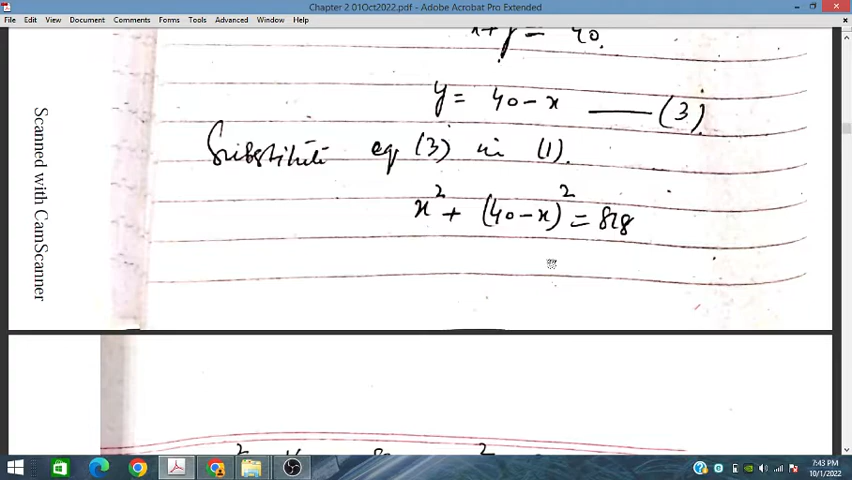 Chapter 2 01Oct2022.pdf - Adobe Acrobat Pro Extended
File Edit View Document Comments Forms Tools Advanced Window Help
x+y = 40.
y = 40-x —— (3)
Substitute eq (3) in (1).
x² + (40-x)² = 818
Scanned with CamScanner
7:43 PM
10/1/2022